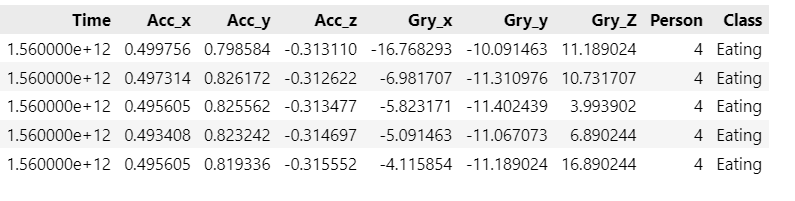 Time Acc_x Acc_y Acc_z Gry_x Gry_y Gry_Z Person Class
1.560000e+12 0.499756 0.798584 -0.313110 -16.768293 -10.091463 11.189024 4 Eating
1.560000e+12 0.497314 0.826172 -0.312622 -6.981707 -11.310976 10.731707 4 Eating
1.560000e+12 0.495605 0.825562 -0.313477 -5.823171 -11.402439 3.993902 4 Eating
1.560000e+12 0.493408 0.823242 -0.314697 -5.091463 -11.067073 6.890244 4 Eating
1.560000e+12 0.495605 0.819336 -0.315552 -4.115854 -11.189024 16.890244 4 Eating